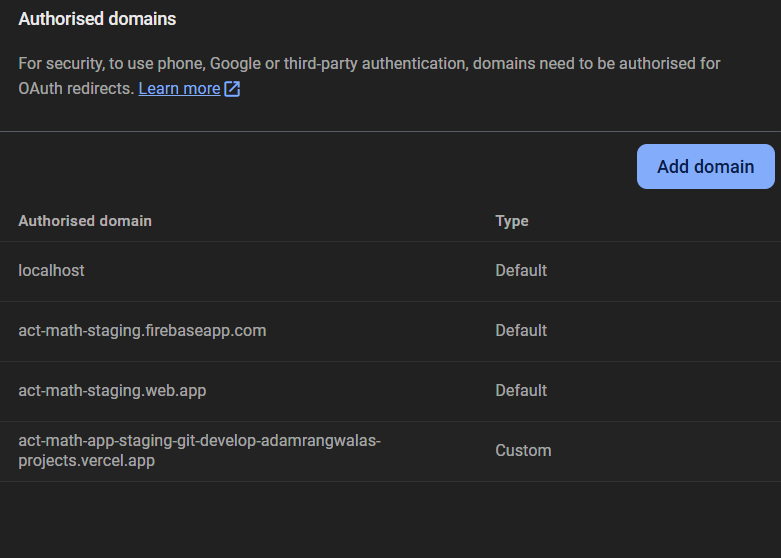 Authorised domains
For security, to use phone, Google or third-party authentication, domains need to be authorised for
OAuth redirects. Learn more
Add domain
Authorised domain Type
localhost Default
act-math-staging.firebaseapp.com Default
act-math-staging.web.app Default
act-math-app-staging-git-develop-adamrangwalas-
projects.vercel.app Custom